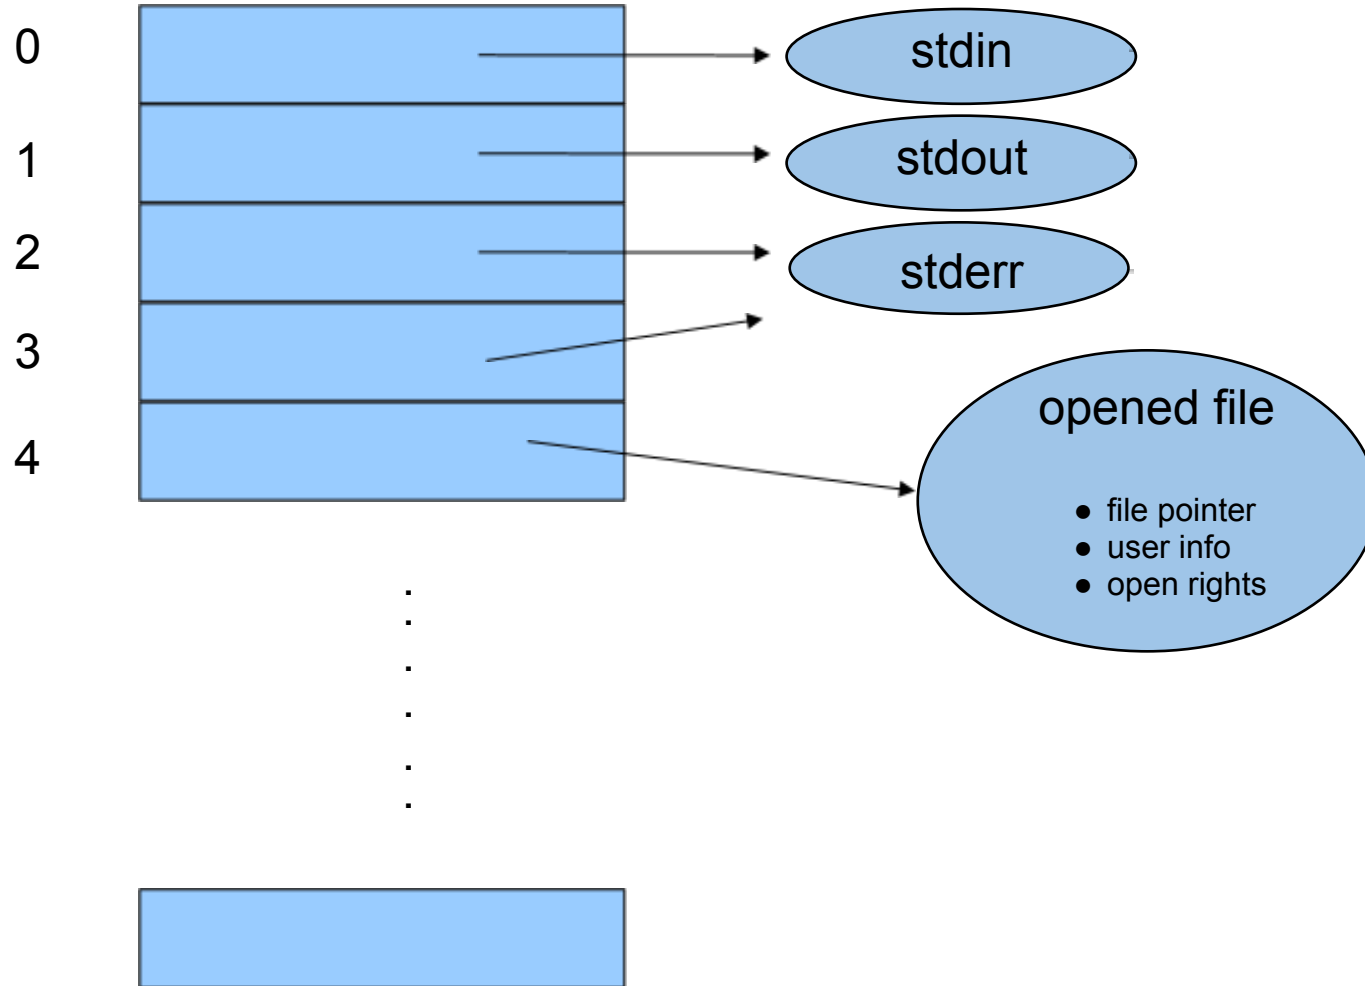 0
stdin
1
stdout
2
stderr
3
opened file
4
● file pointer
● user info
● open rights